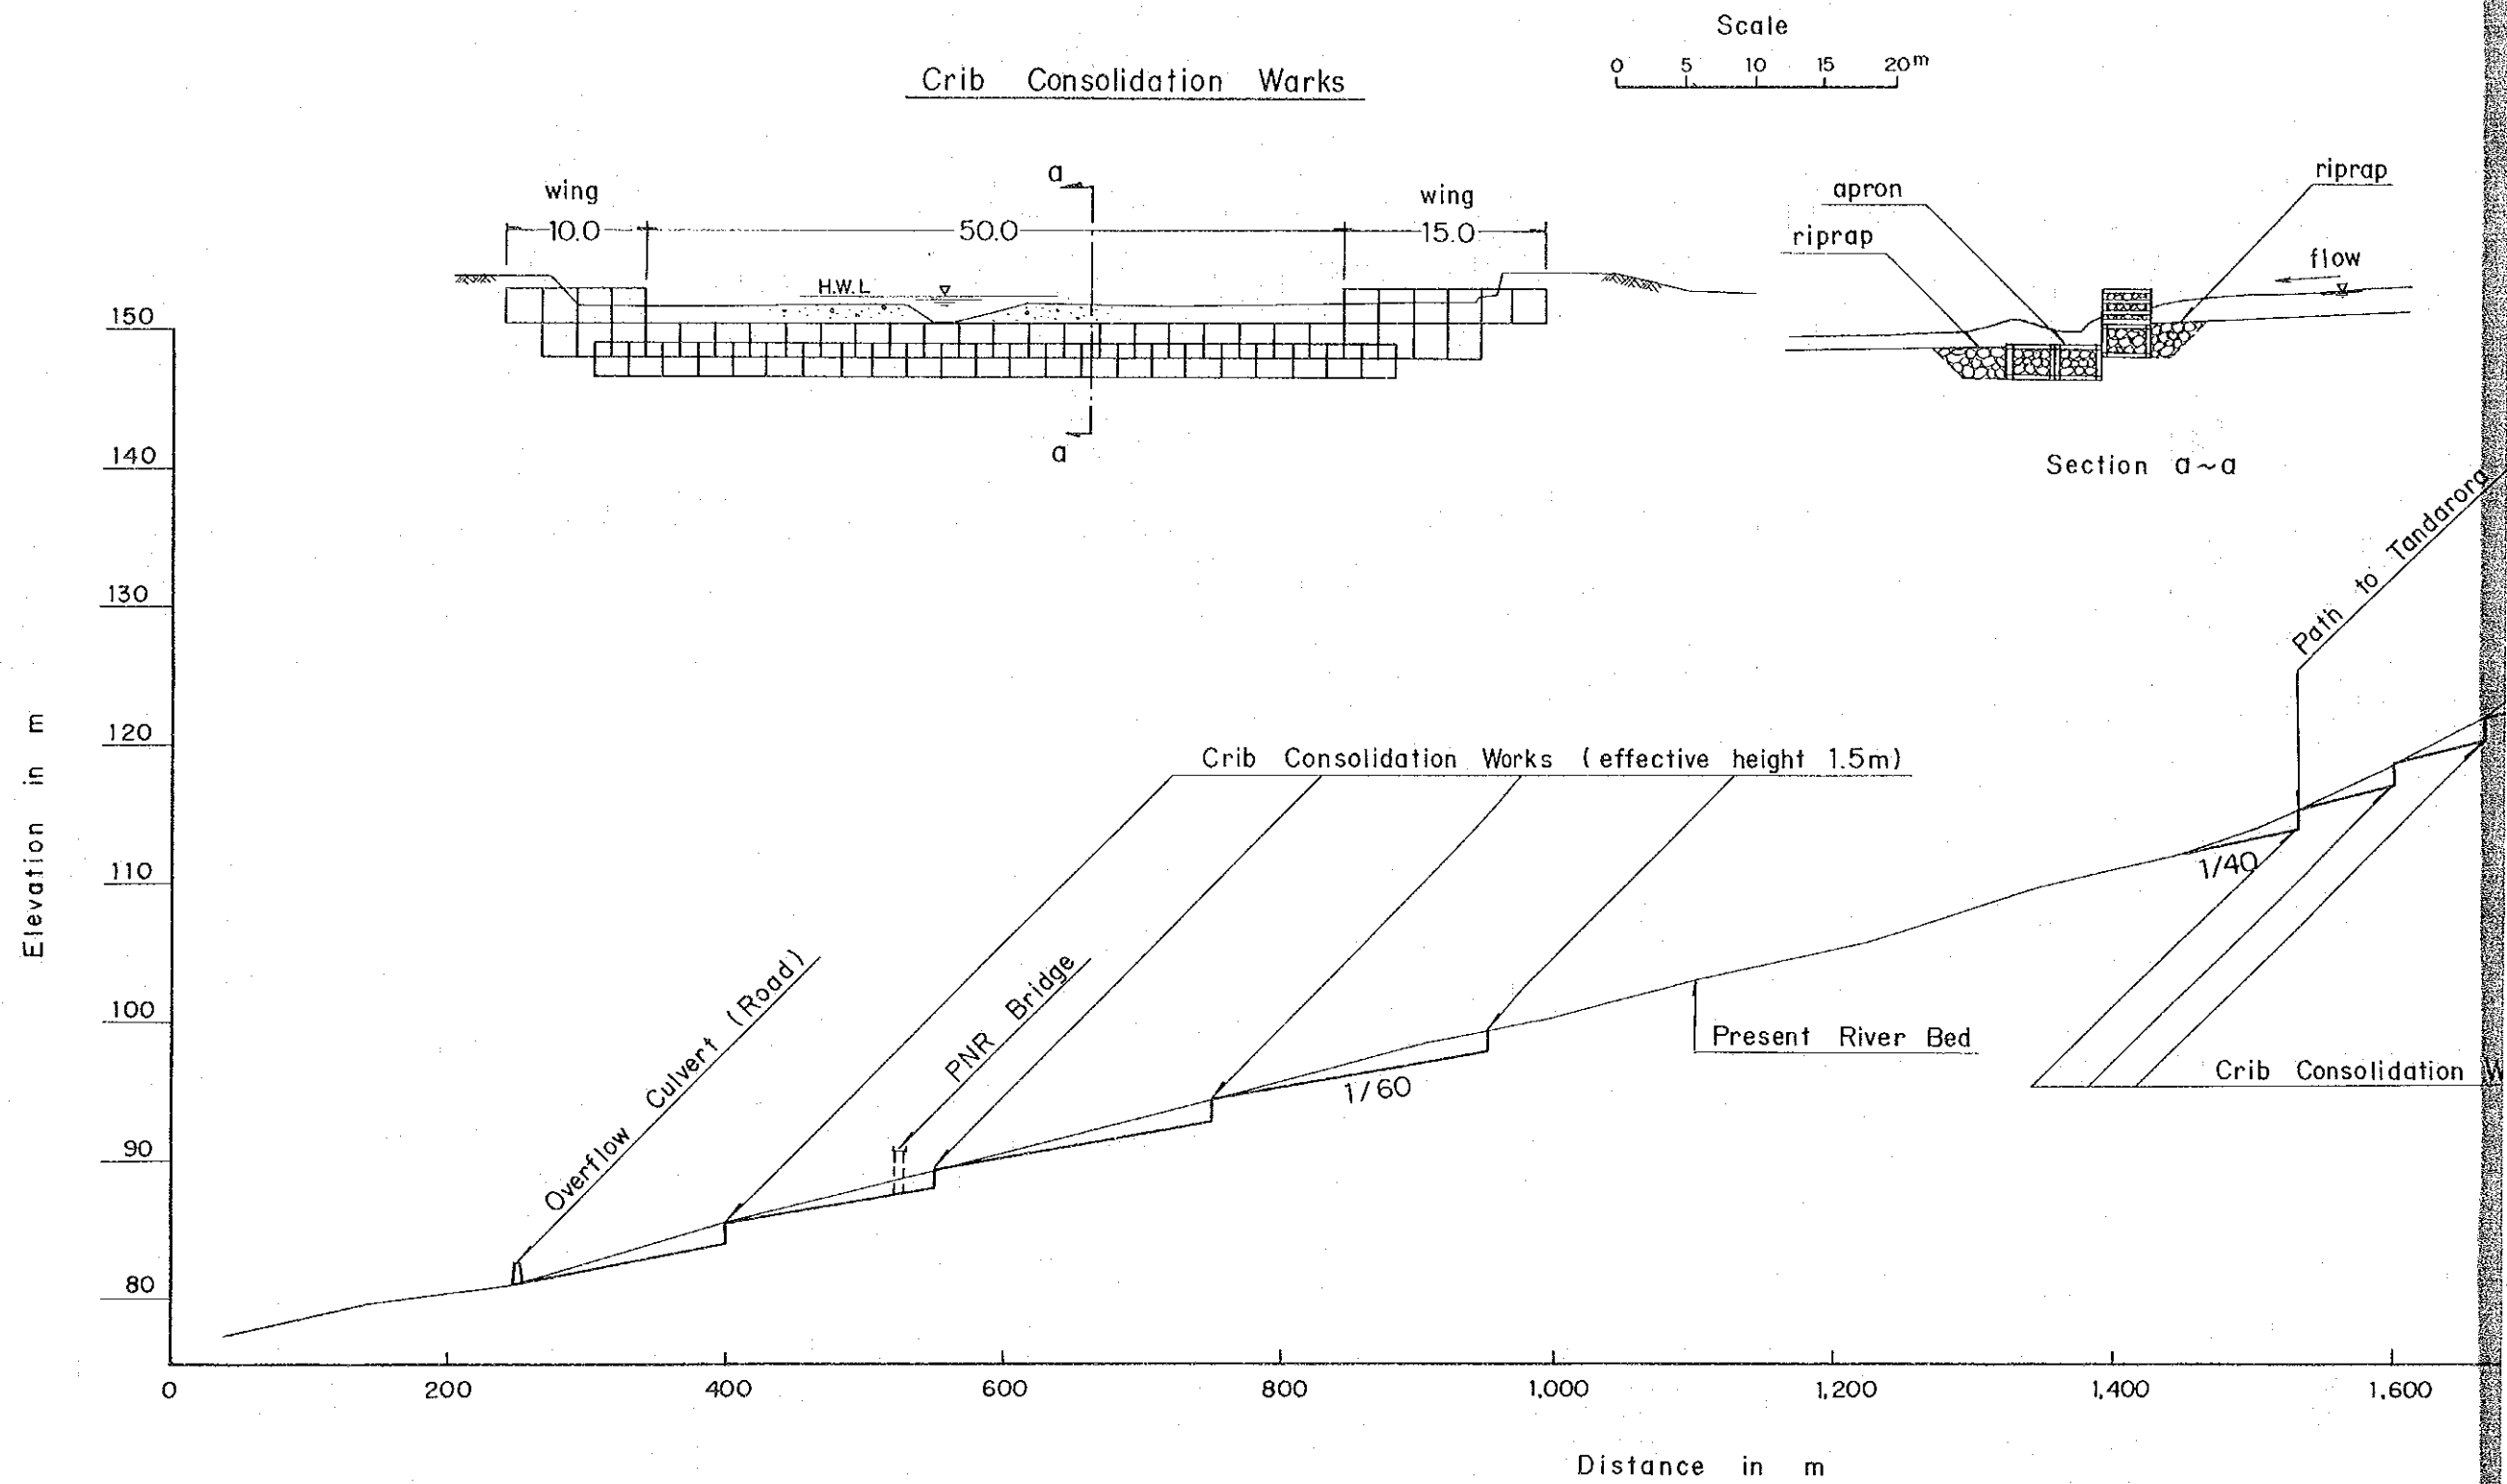 Scale
0 5 10 15 20m
Crib Consolidation Warks
a
wing
wing
10.0
50.0
15.0
H.W.L
a
riprap
apron
riprap
flow
Section a~a
150
140
130
120
110
100
90
80
Elevation in m
Path to Tandarora
Crib Consolidation Works (effective height 1.5m)
1/40
Overflow Culvert (Road)
PNR Bridge
1/60
Present River Bed
Crib Consolidation
0 200 400 600 800 1,000 1,200 1,400 1,600
Distance in m